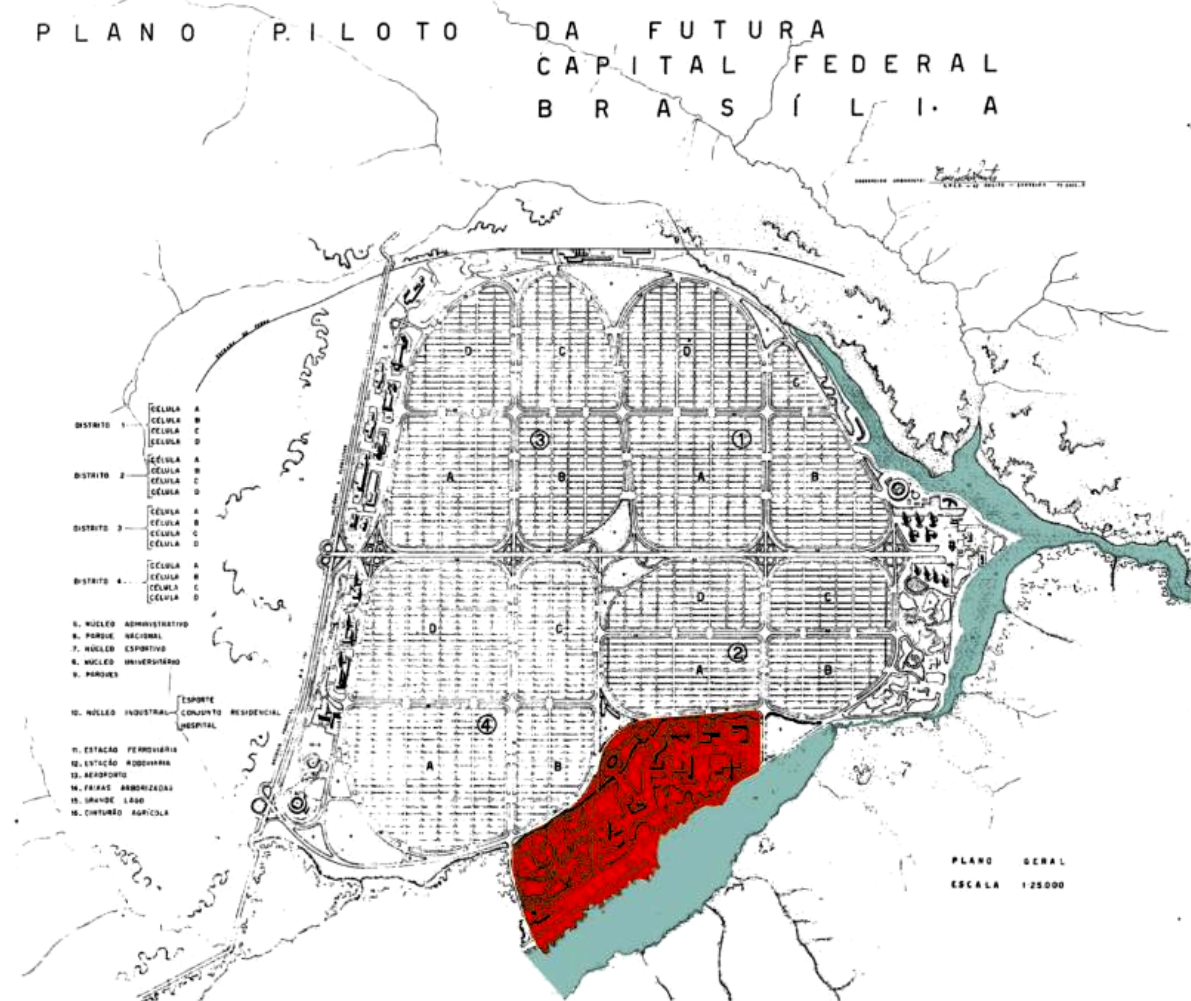 PLANO PILOTO DA FUTURA
CAPITAL FEDERAL
BRASÍLIA
DISTRITO 1
CÉLULA A
CÉLULA B
CÉLULA C
CÉLULA D
DISTRITO 2
CÉLULA A
CÉLULA B
CÉLULA C
CÉLULA D
DISTRITO 3
CÉLULA A
CÉLULA B
CÉLULA C
CÉLULA D
DISTRITO 4
CÉLULA A
CÉLULA B
CÉLULA C
CÉLULA D
5. NÚCLEO ADMINISTRATIVO
6. PARQUE NACIONAL
7. NÚCLEO ESPORTIVO
8. NÚCLEO UNIVERSITÁRIO
9. PARQUES
10. NÚCLEO INDUSTRIAL
ESPORTE
CONJUNTO RESIDENCIAL
HOSPITAL
11. ESTAÇÃO FERROVIÁRIA
12. ESTAÇÃO RODOVIÁRIA
13. AEROPORTO
14. FAIXAS ARBORIZADAS
15. GRANDE LAGO
16. CINTURÃO AGRÍCOLA
D C D C
3 1
A B A B
D C D C
2
A B
4
A B
PLANO GERAL
ESCALA 1 25000